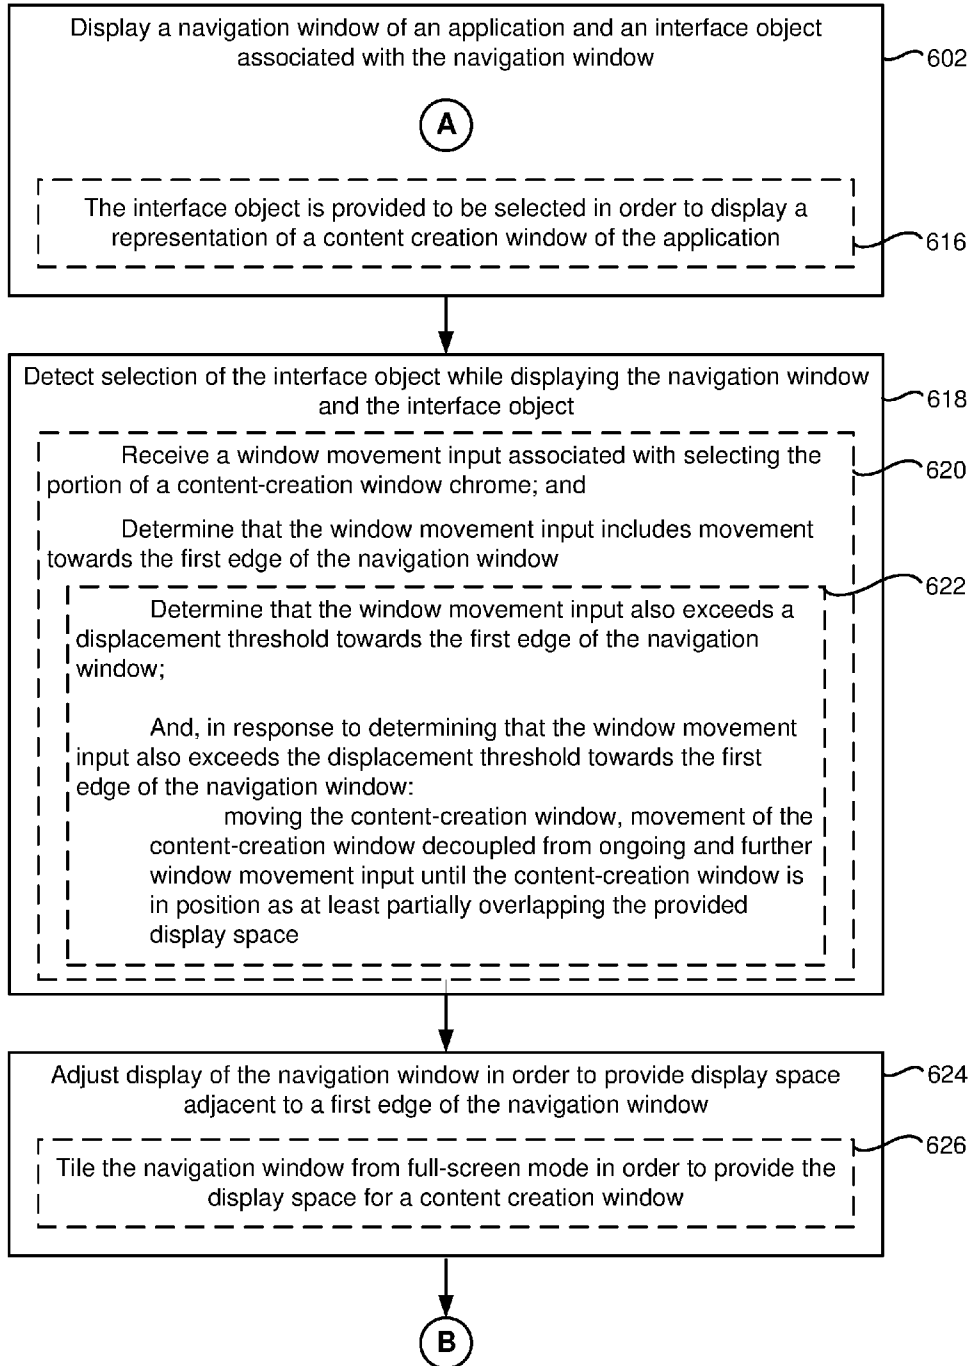 Display a navigation window of an application and an interface object
associated with the navigation window
602
A
The interface object is provided to be selected in order to display a
representation of a content creation window of the application
616
Detect selection of the interface object while displaying the navigation window
and the interface object
618
Receive a window movement input associated with selecting the
portion of a content-creation window chrome; and
620
Determine that the window movement input includes movement
towards the first edge of the navigation window
622
Determine that the window movement input also exceeds a
displacement threshold towards the first edge of the navigation
window;
And, in response to determining that the window movement
input also exceeds the displacement threshold towards the first
edge of the navigation window:
moving the content-creation window, movement of the
content-creation window decoupled from ongoing and further
window movement input until the content-creation window is
in position as at least partially overlapping the provided
display space
Adjust display of the navigation window in order to provide display space
adjacent to a first edge of the navigation window
624
626
Tile the navigation window from full-screen mode in order to provide the
display space for a content creation window
B